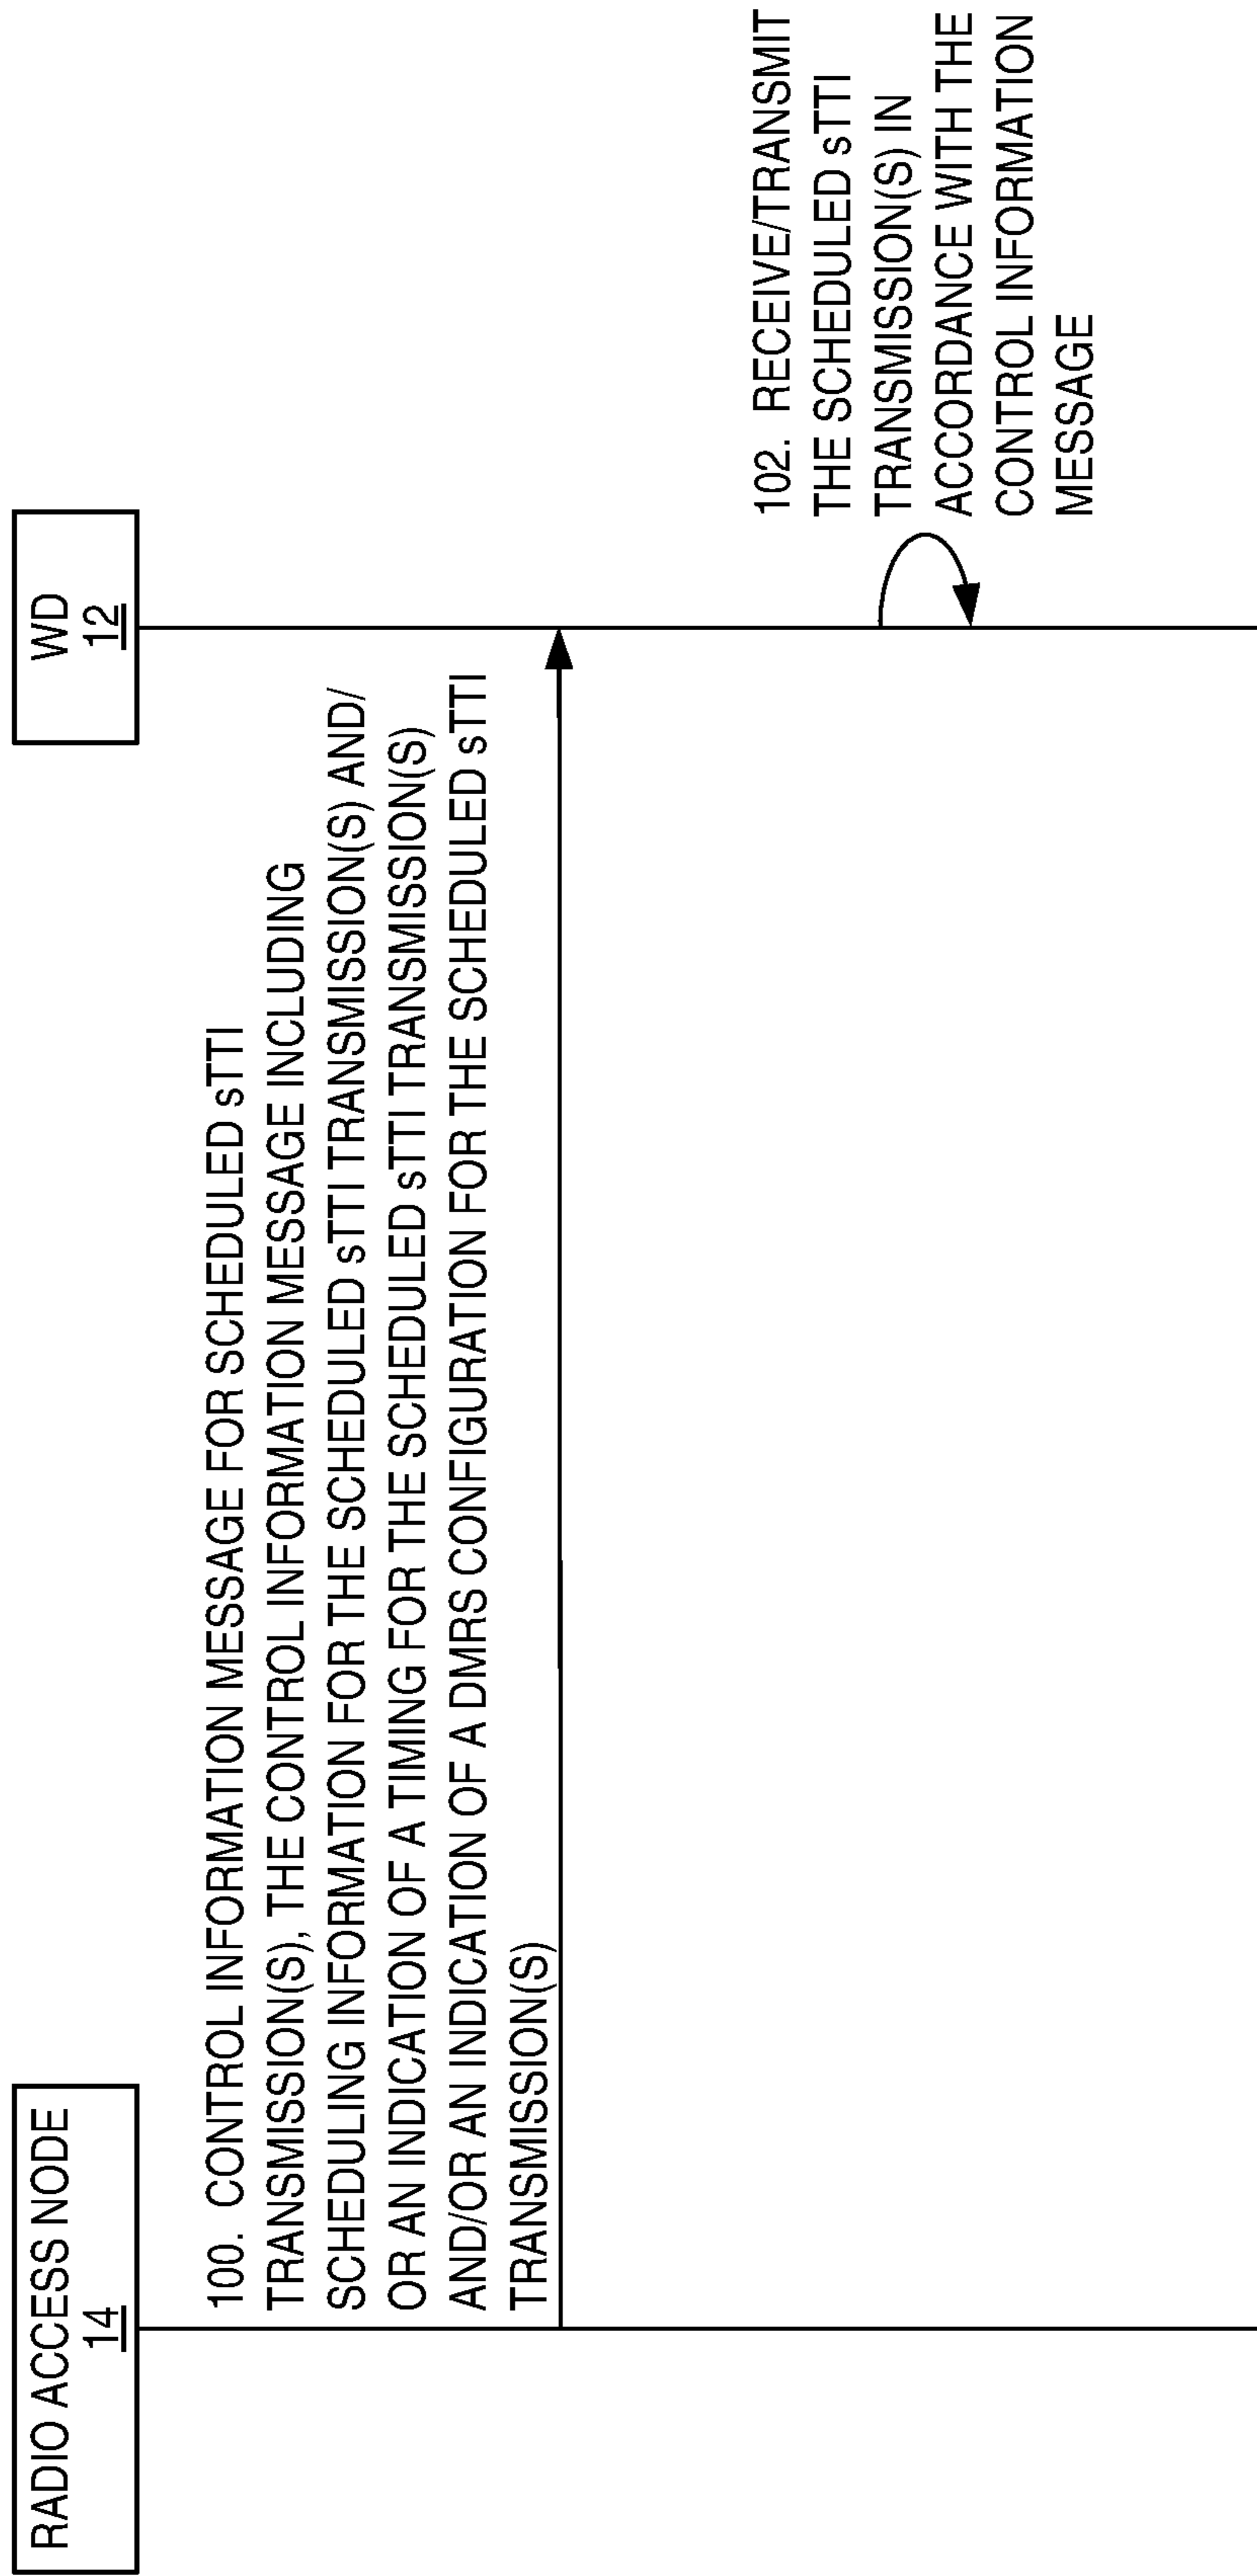 RADIO ACCESS NODE
14
WD
12
100. CONTROL INFORMATION MESSAGE FOR SCHEDULED sTTI
TRANSMISSION(S), THE CONTROL INFORMATION MESSAGE INCLUDING
SCHEDULING INFORMATION FOR THE SCHEDULED sTTI TRANSMISSION(S) AND/
OR AN INDICATION OF A TIMING FOR THE SCHEDULED sTTI TRANSMISSION(S)
AND/OR AN INDICATION OF A DMRS CONFIGURATION FOR THE SCHEDULED sTTI
TRANSMISSION(S)
102. RECEIVE/TRANSMIT
THE SCHEDULED sTTI
TRANSMISSION(S) IN
ACCORDANCE WITH THE
CONTROL INFORMATION
MESSAGE